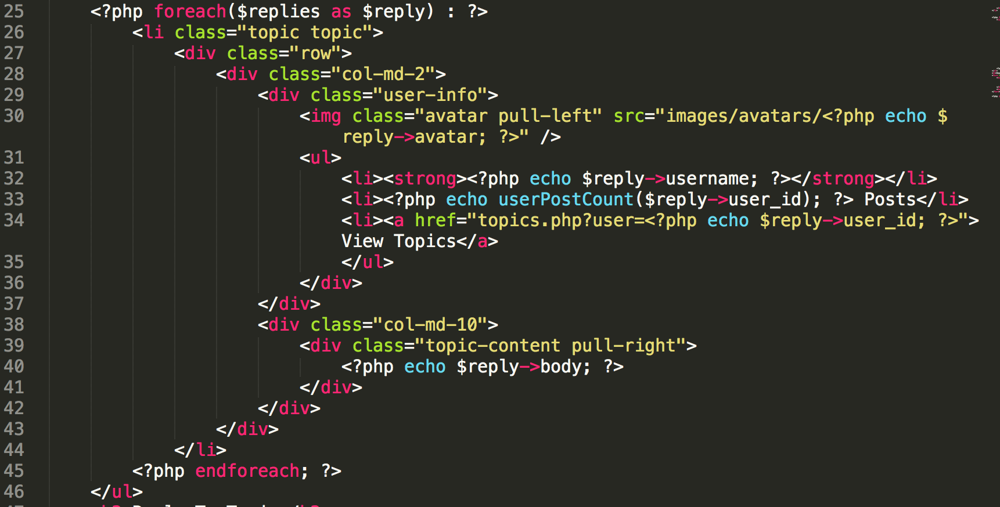 25 <?php foreach($replies as $reply) : ?>
26 <li class="topic topic">
27 <div class="row">
28 <div class="col-md-2">
29 <div class="user-info">
30 <img class="avatar pull-left" src="images/avatars/<?php echo $
reply->avatar; ?>" />
31 <ul>
32 <li><strong><?php echo $reply->username; ?></strong></li>
33 <li><?php echo userPostCount($reply->user_id); ?> Posts</li>
34 <li><a href="topics.php?user=<?php echo $reply->user_id; ?>">
View Topics</a>
35 </ul>
36 </div>
37 </div>
38 <div class="col-md-10">
39 <div class="topic-content pull-right">
40 <?php echo $reply->body; ?>
41 </div>
42 </div>
43 </div>
44 </li>
45 <?php endforeach; ?>
46 </ul>